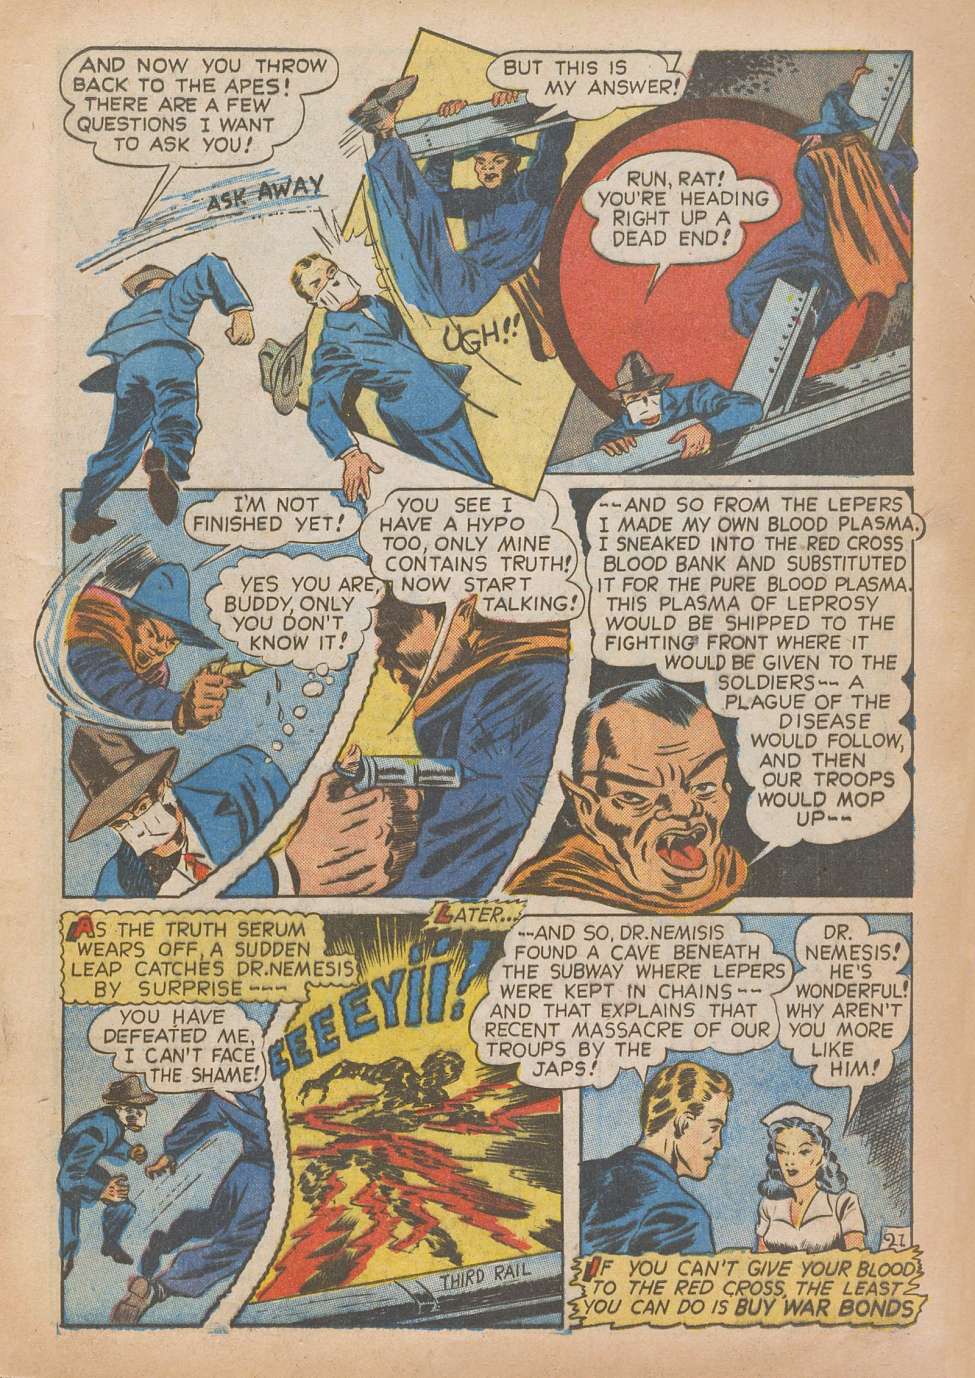 AND NOW YOU THROW
BACK TO THE APES!
THERE ARE A FEW
QUESTIONS I WANT
TO ASK YOU!
ASK AWAY
BUT THIS IS
MY ANSWER!
UGH!!
RUN, RAT!
YOU'RE HEADING
RIGHT UP A
DEAD END!
I'M NOT
FINISHED YET!
YES YOU ARE,
BUDDY, ONLY
YOU DON'T
KNOW IT!
YOU SEE I
HAVE A HYPO
TOO, ONLY MINE
CONTAINS TRUTH!
NOW START
TALKING!
--AND SO FROM THE LEPERS
I MADE MY OWN BLOOD PLASMA.
I SNEAKED INTO THE RED CROSS
BLOOD BANK AND SUBSTITUTED
IT FOR THE PURE BLOOD PLASMA.
THIS PLASMA OF LEPROSY
WOULD BE SHIPPED TO THE
FIGHTING FRONT WHERE IT
WOULD BE GIVEN TO THE
SOLDIERS-- A
PLAGUE OF THE
DISEASE
WOULD FOLLOW,
AND THEN
OUR TROOPS
WOULD MOP
UP--
AS THE TRUTH SERUM
WEARS OFF, A SUDDEN
LEAP CATCHES DR. NEMESIS
BY SURPRISE ---
YOU HAVE
DEFEATED ME,
I CAN'T FACE
THE SHAME!
EEEEEYIII!
THIRD RAIL
LATER...
--AND SO, DR. NEMISIS
FOUND A CAVE BENEATH
THE SUBWAY WHERE LEPERS
WERE KEPT IN CHAINS--
AND THAT EXPLAINS THAT
RECENT MASSACRE OF OUR
TROOPS BY THE
JAPS!
DR.
NEMESIS!
HE'S
WONDERFUL!
WHY AREN'T
YOU MORE
LIKE
HIM!
21
IF YOU CAN'T GIVE YOUR BLOOD
TO THE RED CROSS, THE LEAST
YOU CAN DO IS BUY WAR BONDS